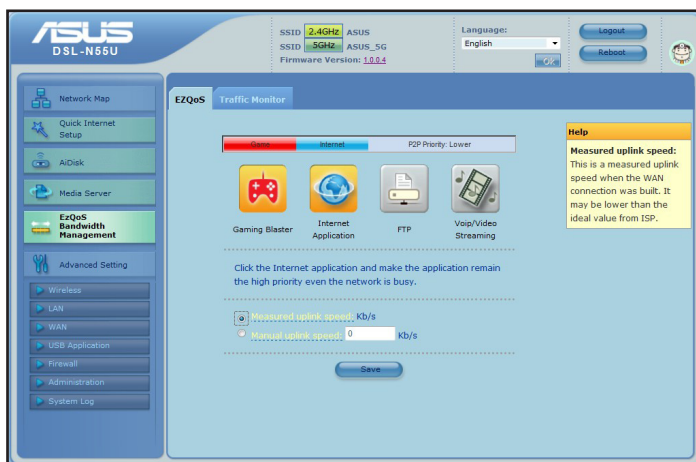 ASUS
DSL-N55U
SSID 2.4GHz ASUS
SSID 5GHz ASUS_5G
Firmware Version: 1.0.0.4
Language:
English
OK
Logout
Reboot
Network Map
Quick Internet
Setup
AiDisk
Media Server
EzQoS
Bandwidth
Management
Advanced Setting
Wireless
LAN
WAN
USB Application
Firewall
Administration
System Log
EZQoS
Traffic Monitor
Game
Internet
P2P Priority: Lower
Gaming Blaster
Internet
Application
FTP
Voip/Video
Streaming
Click the Internet application and make the application remain
the high priority even the network is busy.
Measured uplink speed: Kb/s
Manual uplink speed: 0 Kb/s
Save
Help
Measured uplink speed:
This is a measured uplink
speed when the WAN
connection was built. It
may be lower than the
ideal value from ISP.